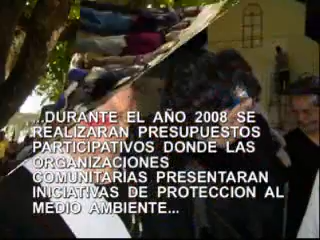 ...DURANTE EL AÑO 2008 SE
REALIZARAN PRESUPUESTOS
PARTICIPATIVOS DONDE LAS
ORGANIZACIONES
COMUNITARIAS PRESENTARAN
INICIATIVAS DE PROTECCION AL
MEDIO AMBIENTE...